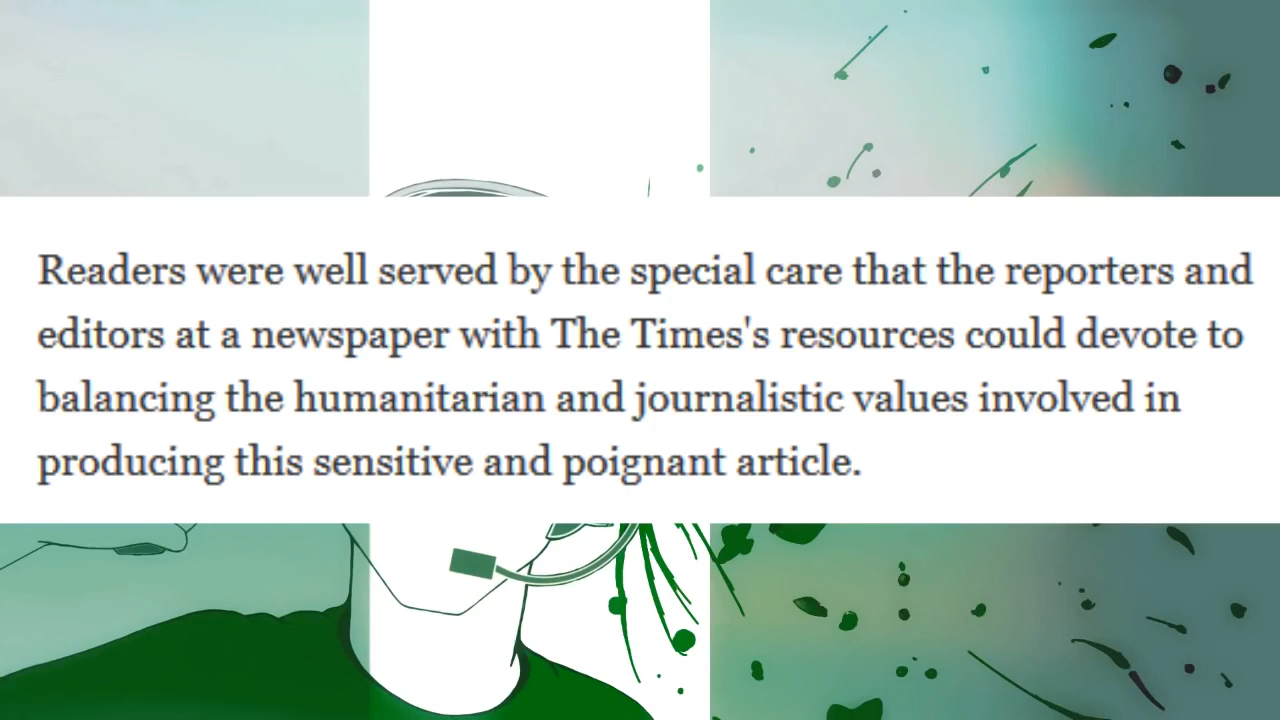 Readers were well served by the special care that the reporters and
editors at a newspaper with The Times's resources could devote to
balancing the humanitarian and journalistic values involved in
producing this sensitive and poignant article.